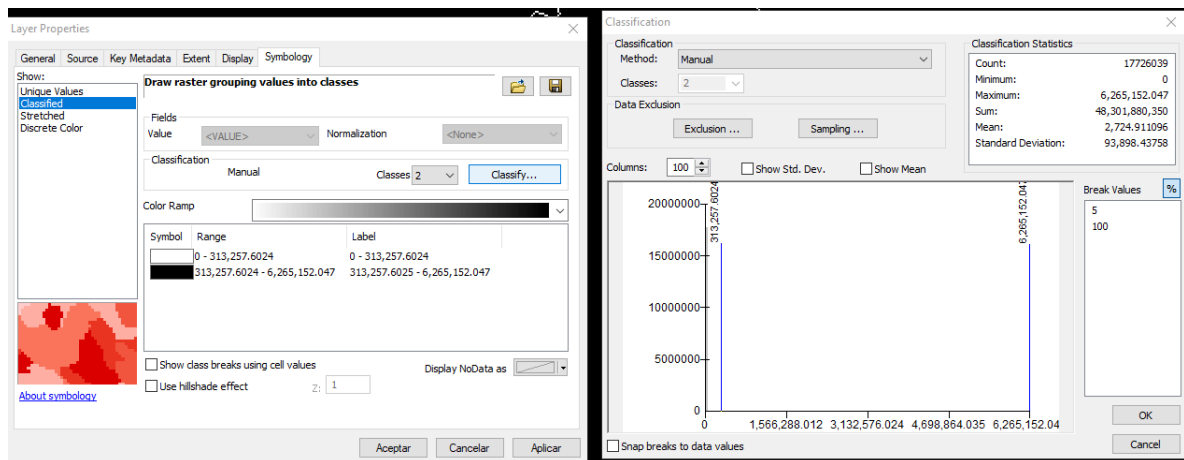 Layer Properties
General Source Key Metadata Extent Display Symbology
Show:
Unique Values
Classified
Stretched
Discrete Color
About symbology
Draw raster grouping values into classes
Fields
Value <VALUE> Normalization <None>
Classification
Manual Classes 2 Classify...
Color Ramp
Symbol Range Label
0 - 313,257.6024 0 - 313,257.6024
313,257.6024 - 6,265,152.047 313,257.6025 - 6,265,152.047
Show class breaks using cell values
Display NoData as
Use hillshade effect Z: 1
Aceptar Cancelar Aplicar
Classification
Classification
Method: Manual
Classes: 2
Data Exclusion
Exclusion ... Sampling ...
Classification Statistics
Count: 17726039
Minimum: 0
Maximum: 6,265,152.047
Sum: 48,301,880,350
Mean: 2,724.911096
Standard Deviation: 93,898.43758
Columns: 100 Show Std. Dev. Show Mean
Break Values %
5
100
20000000
15000000
10000000
5000000
0
313,257.6024
6,265,152.047
0 1,566,288.012 3,132,576.024 4,698,864.035 6,265,152.04
Snap breaks to data values
OK
Cancel